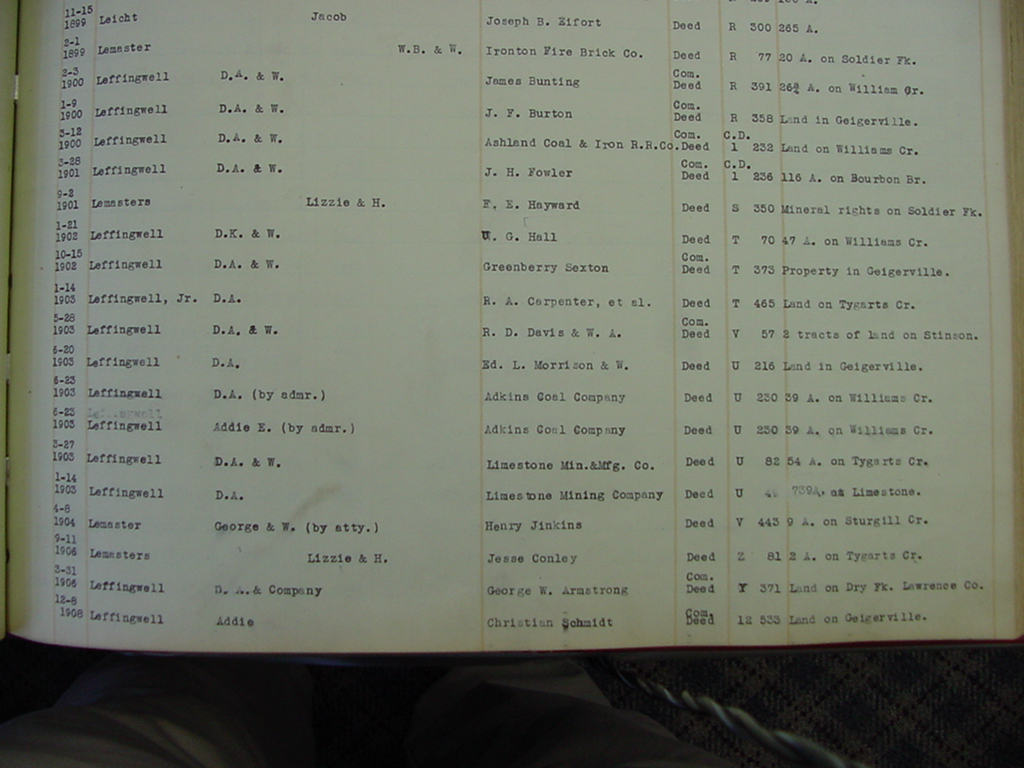 11-15
1899 Leicht Jacob Joseph B. Eifort Deed R 300 265 A.
2-1
1899 Lemaster W.B. & W. Ironton Fire Brick Co. Deed R 77 20 A. on Soldier Fk.
2-3 Com.
1900 Leffingwell D.A. & W. James Bunting Deed R 391 on William Cr.
1-9 Com.
1900 Leffingwell D.A. & W. J. F. Burton Deed R 358 Land in Geigerville.
3-12 Com. C.D.
1900 Leffingwell D.A. & W. Ashland Coal & Iron R.R.Co. Deed 1 232 Land on Williams Cr.
3-28 Com. C.D.
1901 Leffingwell D.A. & W. J. H. Fowler Deed 1 236 116 A. on Bourbon Br.
9-2
1901 Lemasters Lizzie & H. F. E. Hayward Deed S 350 Mineral rights on Soldier Fk.
1-21
1902 Leffingwell D.K. & W. G. Hall Deed T 70 47 A. on Williams Cr.
10-15 Com.
1902 Leffingwell D.A. & W. Greenberry Sexton Deed T 373 Property in Geigerville.
1-14
1903 Leffingwell, Jr. D.A. R. A. Carpenter, et al. Deed T 465 Land on Tygarts Cr.
5-28 Com.
1903 Leffingwell D.A. & W. R. D. Davis & W. A. Deed V 57 2 tracts of land on Stinson.
6-20
1903 Leffingwell D.A. Ed. L. Morrison & W. Deed U 216 Land in Geigerville.
6-23
1903 Leffingwell D.A. (by admr.) Adkins Coal Company Deed U 230 39 A. on Williams Cr.
6-23 Leffingwell
1903 Leffingwell Addie E. (by admr.) Adkins Coal Company Deed U 230 39 A. on Williams Cr.
3-27
1903 Leffingwell D.A. & W. Limestone Min.&Mfg. Co. Deed U 82 54 A. on Tygarts Cr.
1-14
1903 Leffingwell D.A. Limestone Mining Company Deed U 739A. at Limestone.
4-8
1904 Lemaster George & W. (by atty.) Henry Jinkins Deed V 443 9 A. on Sturgill Cr.
9-11
1906 Lemasters Lizzie & H. Jesse Conley Deed Z 81 2 A. on Tygarts Cr.
3-31 Com.
1906 Leffingwell D. A.& Company George W. Armstrong Deed Y 371 Land on Dry Fk. Lawrence Co.
12-8 Com.
1908 Leffingwell Addie Christian Schmidt Deed 12 533 Land on Geigerville.